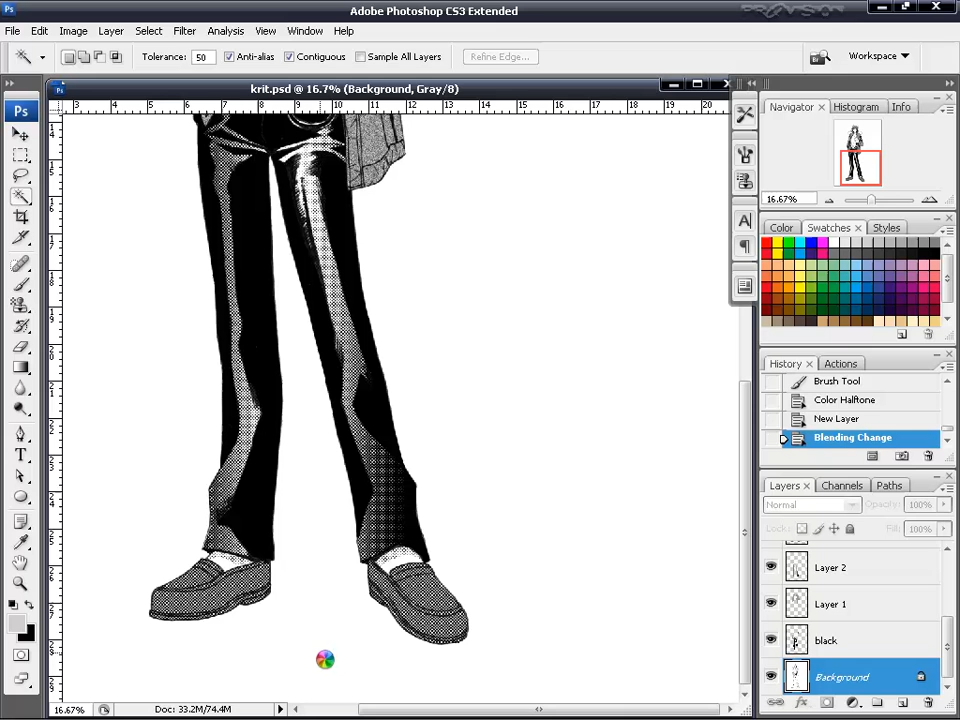 Adobe Photoshop CS3 Extended
File Edit Image Layer Select Filter Analysis View Window Help
Tolerance: 50 Anti-alias Contiguous Sample All Layers Refine Edge... Workspace
krit.psd @ 16.7% (Background, Gray/8)
3 4 5 6 7 8 9 10 11 12 13 14 15 16 17 18 19 20
Ps
Navigator × Histogram Info
16.67%
Color Swatches × Styles
History × Actions
Brush Tool
Color Halftone
New Layer
Blending Change
Layers × Channels Paths
Normal Opacity: 100%
Lock: Fill: 100%
Layer 2
Layer 1
black
Background
16.67% Doc: 33.2M/74.4M